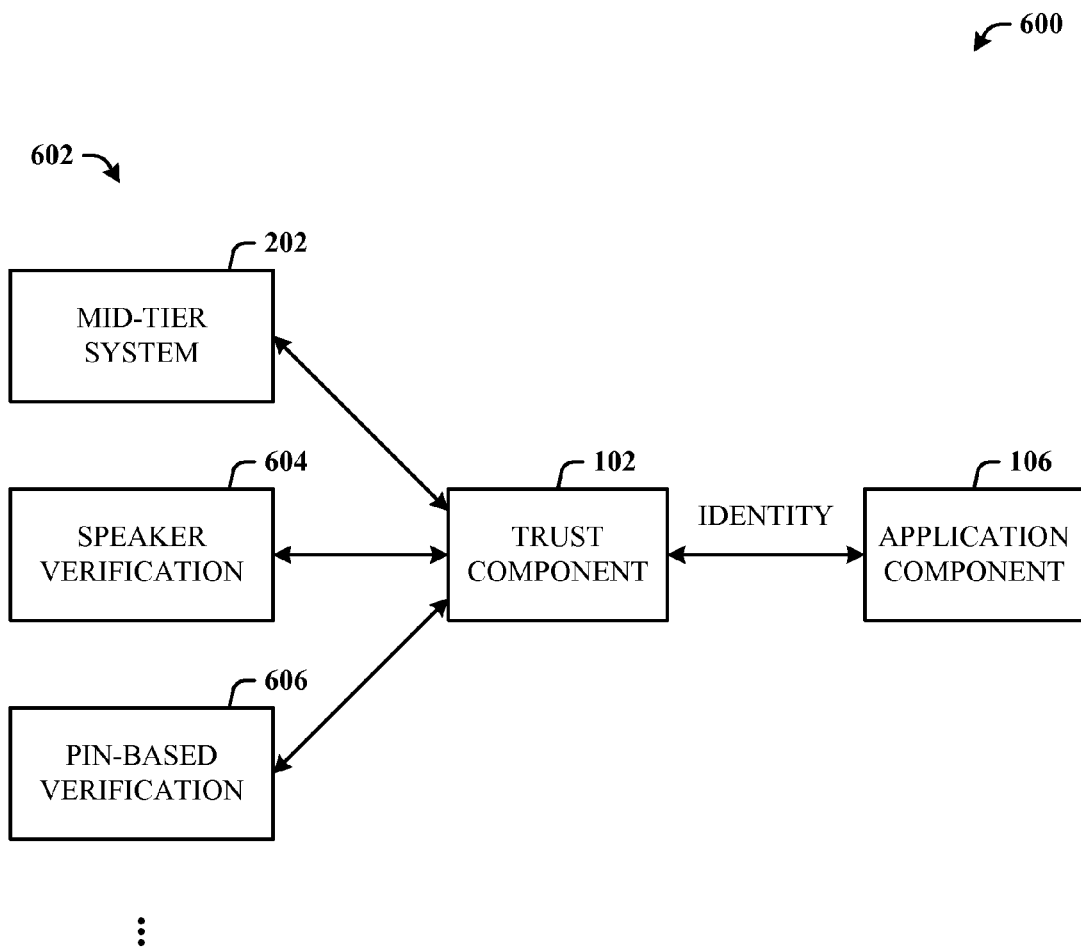 600
602
202
MID-TIER
SYSTEM
604
SPEAKER
VERIFICATION
102
TRUST
COMPONENT
IDENTITY
106
APPLICATION
COMPONENT
606
PIN-BASED
VERIFICATION